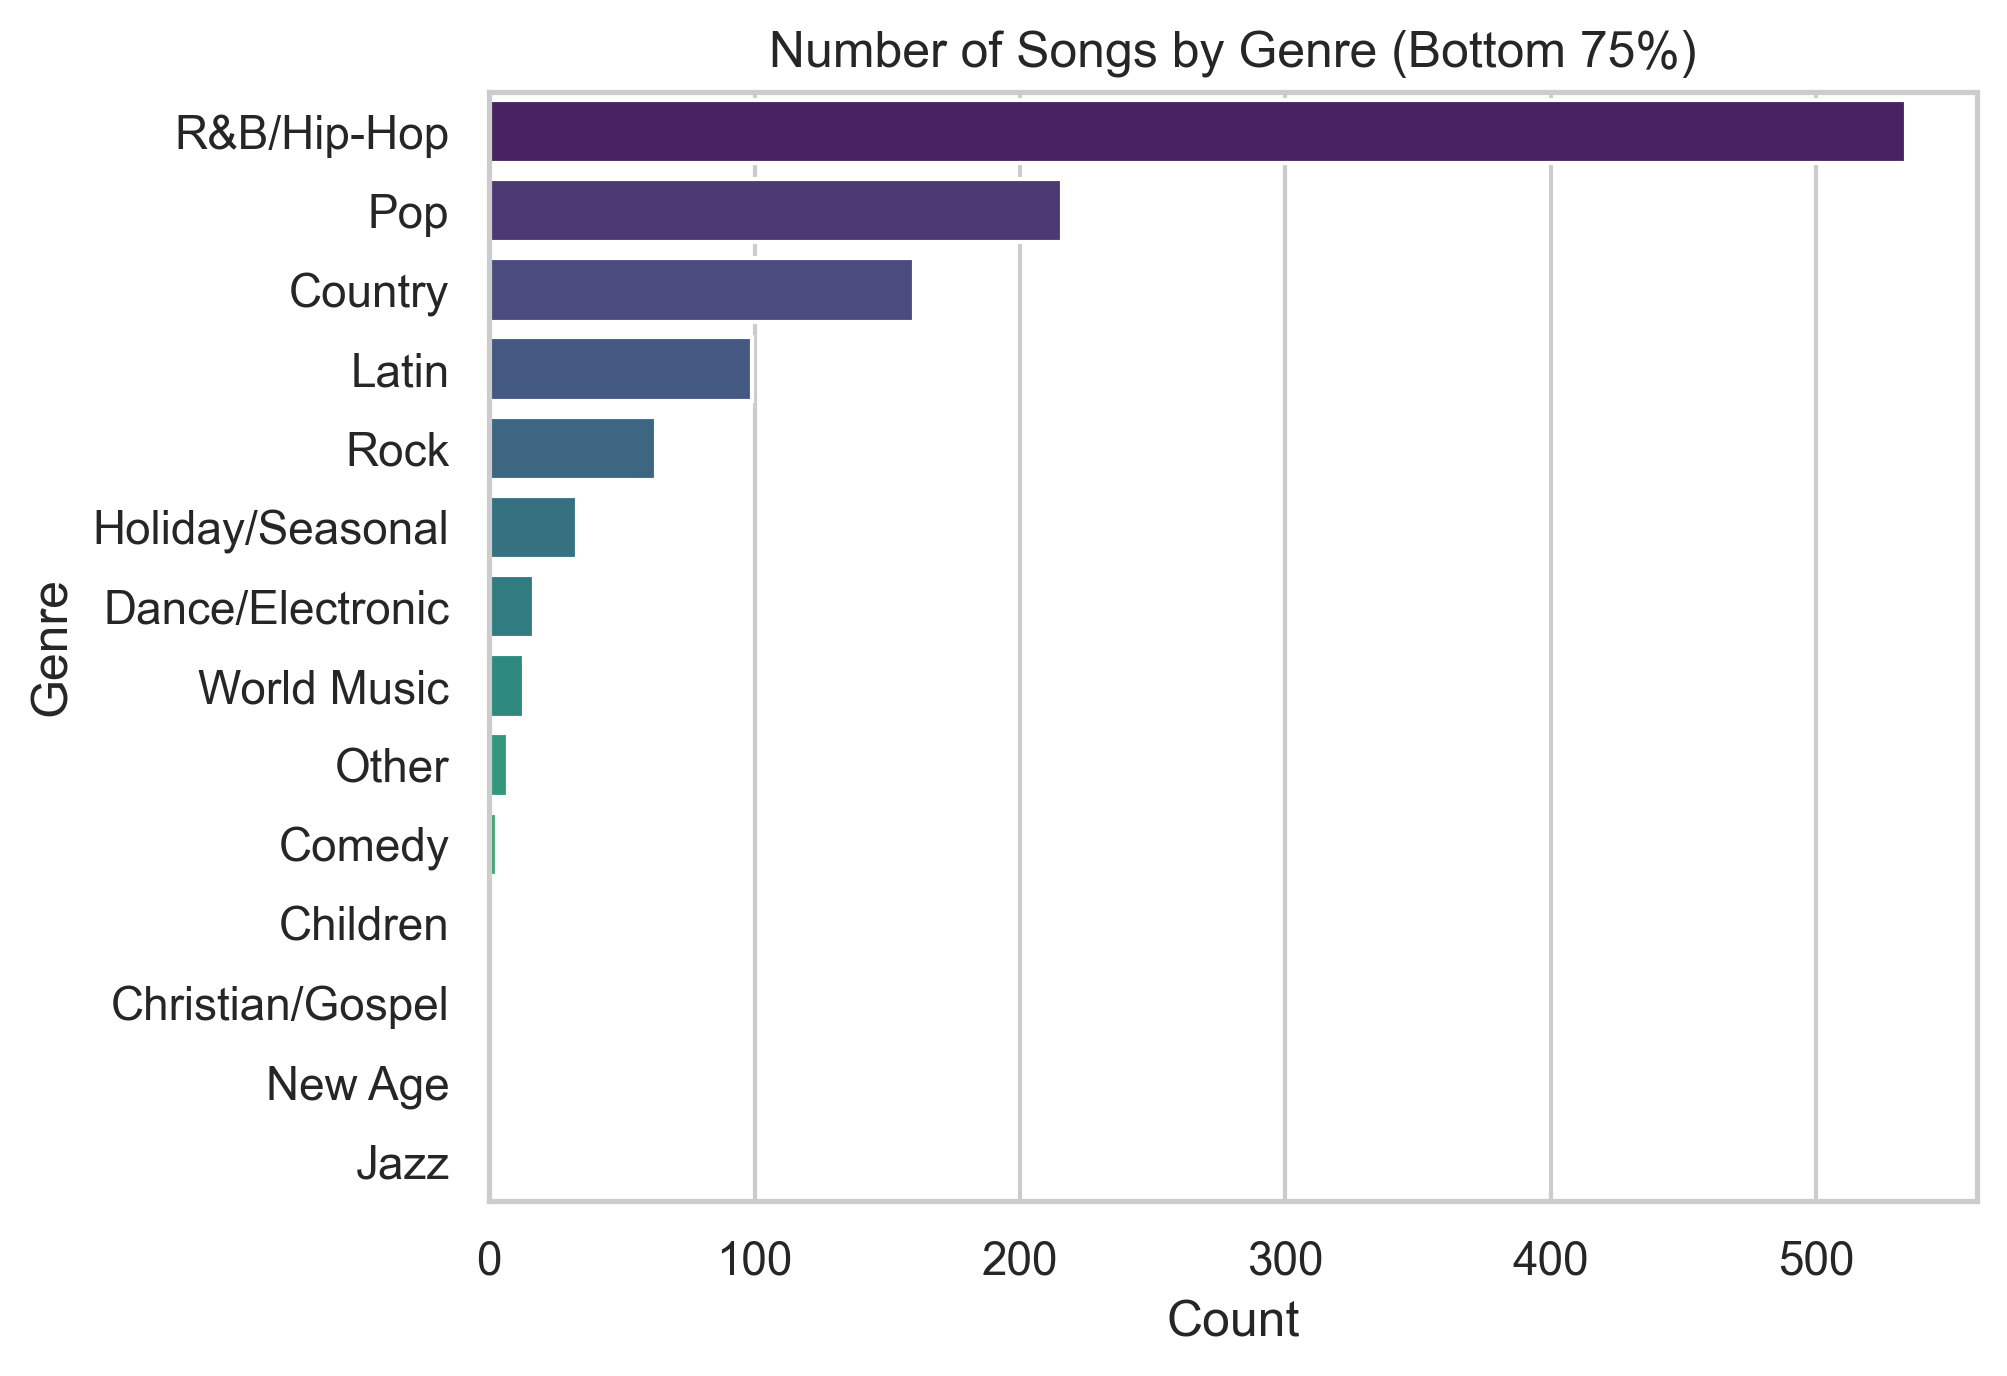 Number of Songs by Genre (Bottom 75%)
Genre
R&B/Hip-Hop
Pop
Country
Latin
Rock
Holiday/Seasonal
Dance/Electronic
World Music
Other
Comedy
Children
Christian/Gospel
New Age
Jazz
0 100 200 300 400 500
Count